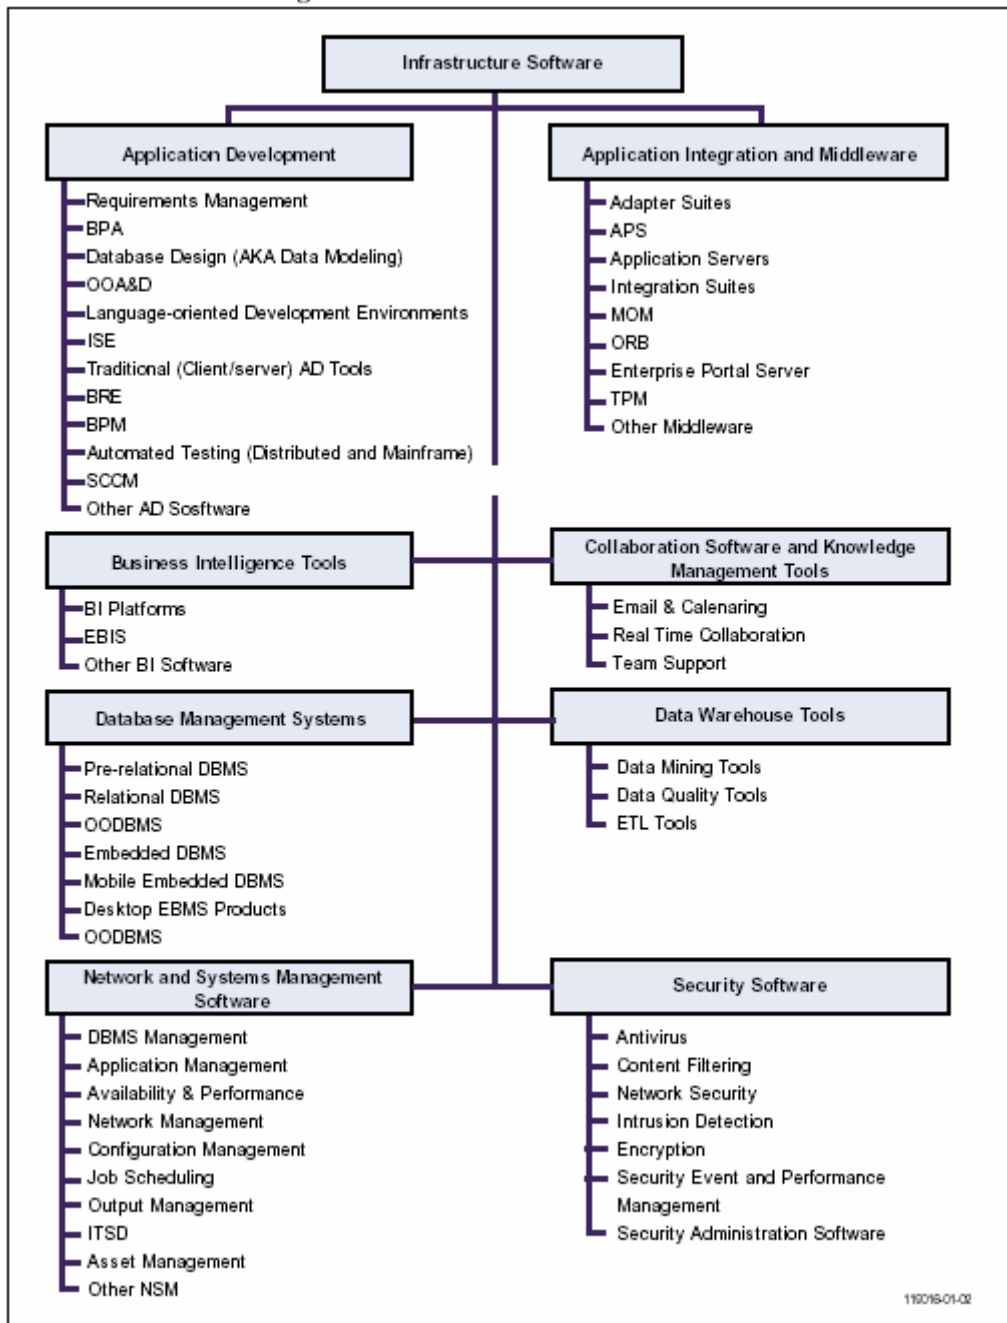 Infrastructure Software
Application Development
Requirements Management
BPA
Database Design (AKA Data Modeling)
OOA&D
Language-oriented Development Environments
ISE
Traditional (Client/server) AD Tools
BRE
BPM
Automated Testing (Distributed and Mainframe)
SCCM
Other AD Sosftware
Application Integration and Middleware
Adapter Suites
APS
Application Servers
Integration Suites
MOM
ORB
Enterprise Portal Server
TPM
Other Middleware
Business Intelligence Tools
BI Platforms
EBIS
Other BI Software
Collaboration Software and Knowledge
Management Tools
Email & Calenaring
Real Time Collaboration
Team Support
Database Management Systems
Pre-relational DBMS
Relational DBMS
OODBMS
Embedded DBMS
Mobile Embedded DBMS
Desktop EBMS Products
OODBMS
Data Warehouse Tools
Data Mining Tools
Data Quality Tools
ETL Tools
Network and Systems Management
Software
DBMS Management
Application Management
Availability & Performance
Network Management
Configuration Management
Job Scheduling
Output Management
ITSD
Asset Management
Other NSM
Security Software
Antivirus
Content Filtering
Network Security
Intrusion Detection
Encryption
Security Event and Performance
Management
Security Administration Software
119016-01-02